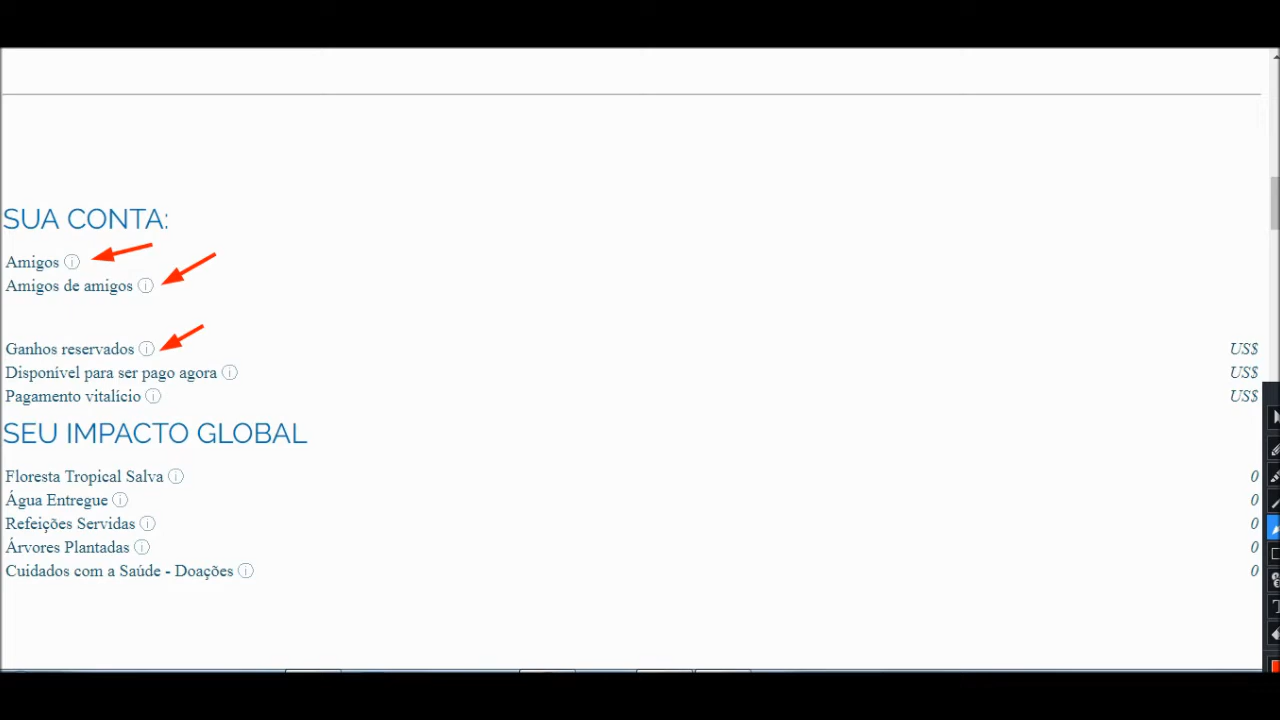 SUA CONTA:
Amigos
Amigos de amigos
Ganhos reservados US$
Disponível para ser pago agora US$
Pagamento vitalício US$
SEU IMPACTO GLOBAL
Floresta Tropical Salva 0
Água Entregue 0
Refeições Servidas 0
Árvores Plantadas 0
Cuidados com a Saúde - Doações 0